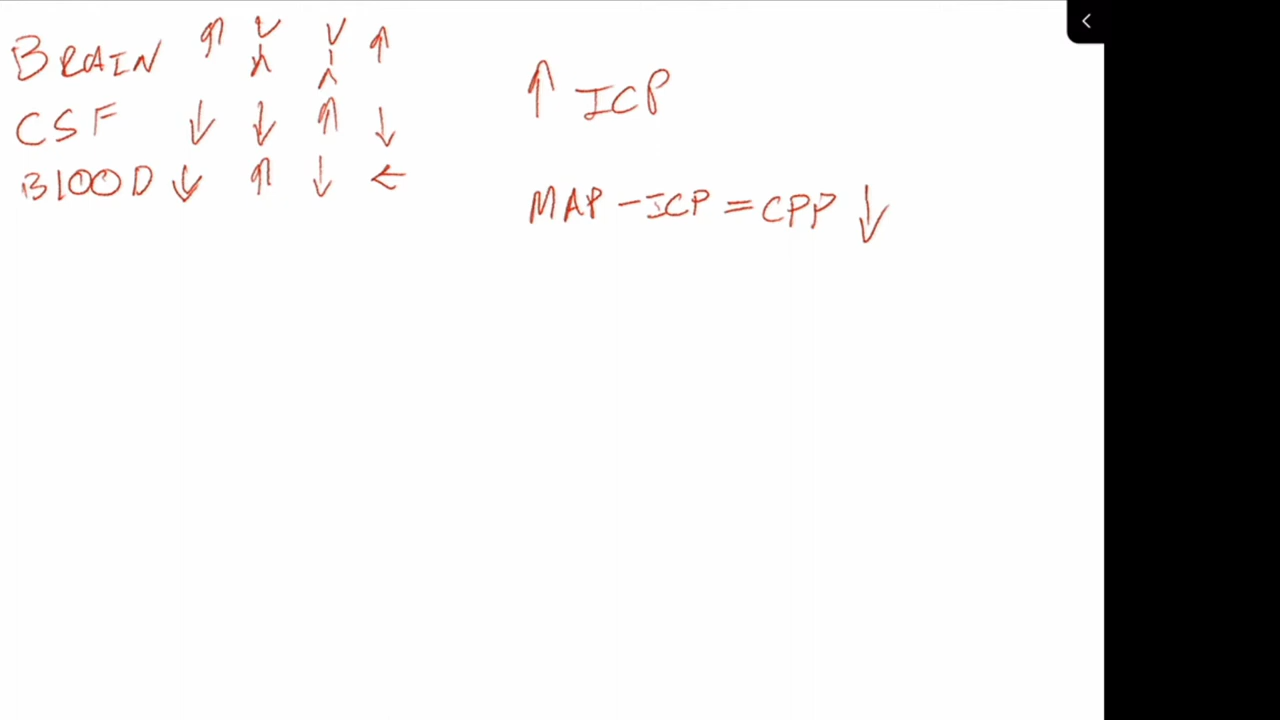 BRAIN ↑
CSF ↓ ↓ ↑ ↓
BLOOD ↓ ↑ ↓ ←
↑ ICP
MAP - ICP = CPP ↓